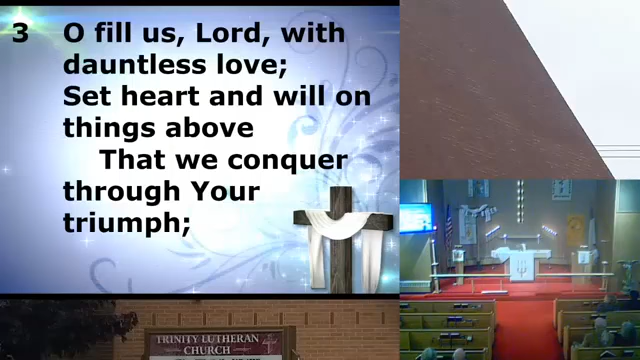 3 O fill us, Lord, with
dauntless love;
Set heart and will on
things above
That we conquer
through Your
triumph;
TRINITY LUTHERAN
CHURCH